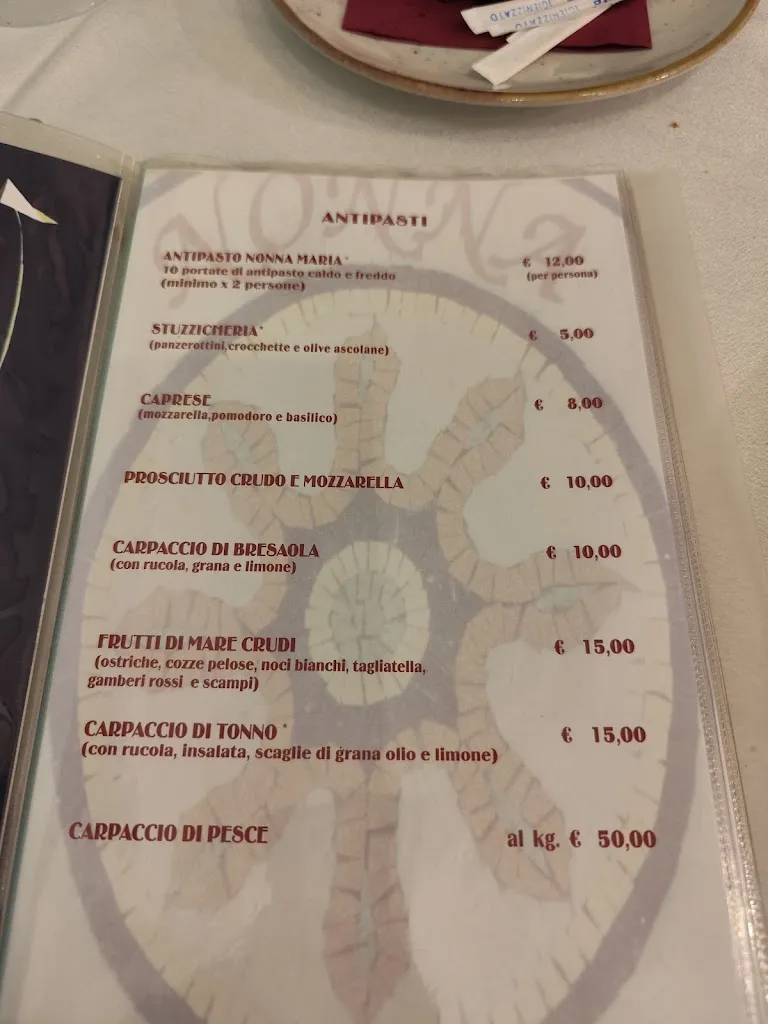 IGIENIZZATO
IGIENIZZATO
NONNA
ANTIPASTI
ANTIPASTO NONNA MARIA * € 12,00
10 portate di antipasto caldo e freddo (per persona)
(minimo x 2 persone)
STUZZICHERIA * € 5,00
(panzerottini,crocchette e olive ascolane)
CAPRESE € 8,00
(mozzarella,pomodoro e basilico)
PROSCIUTTO CRUDO E MOZZARELLA € 10,00
CARPACCIO DI BRESAOLA € 10,00
(con rucola, grana e limone)
FRUTTI DI MARE CRUDI € 15,00
(ostriche, cozze pelose, noci bianchi, tagliatella,
gamberi rossi e scampi)
CARPACCIO DI TONNO * € 15,00
(con rucola, insalata, scaglie di grana olio e limone)
CARPACCIO DI PESCE al kg. € 50,00